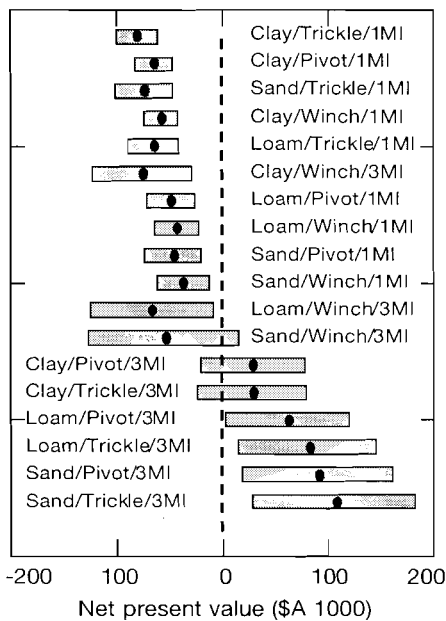 Clay/Trickle/1Ml
Clay/Pivot/1Ml
Sand/Trickle/1Ml
Clay/Winch/1Ml
Loam/Trickle/1Ml
Clay/Winch/3Ml
Loam/Pivot/1Ml
Loam/Winch/1Ml
Sand/Pivot/1Ml
Sand/Winch/1Ml
Loam/Winch/3Ml
Sand/Winch/3Ml
Clay/Pivot/3Ml
Clay/Trickle/3Ml
Loam/Pivot/3Ml
Loam/Trickle/3Ml
Sand/Pivot/3Ml
Sand/Trickle/3Ml
-200 100 0 100 200
Net present value ($A 1000)